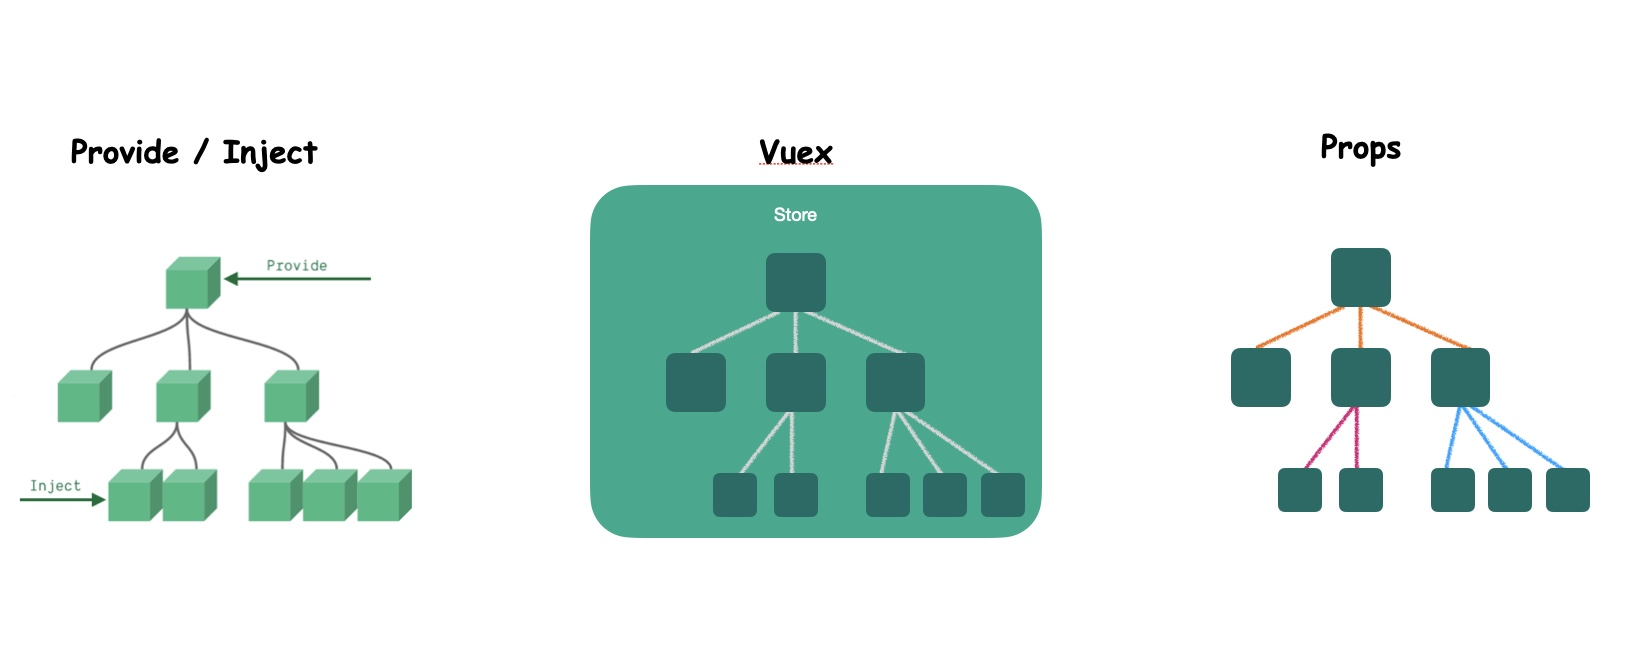 Provide / Inject
Provide
Inject
Vuex
Store
Props